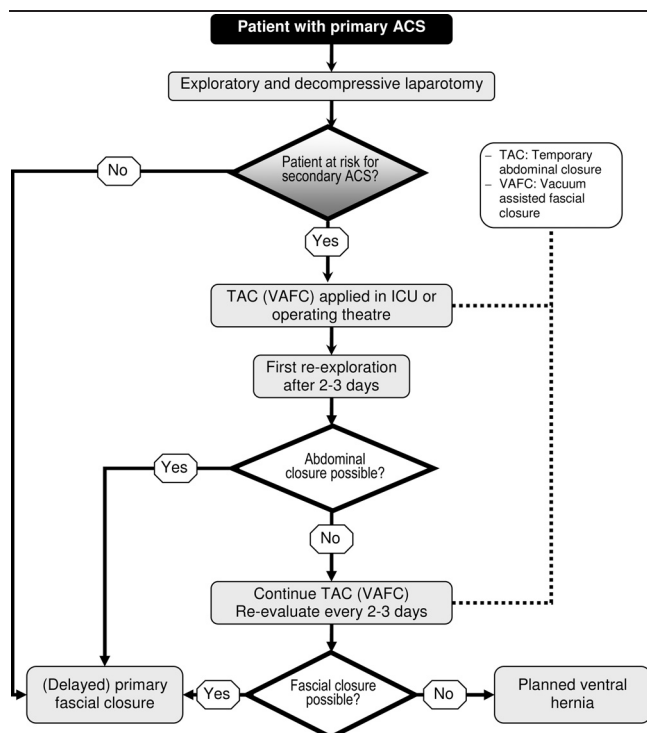 Patient with primary ACS
Exploratory and decompressive laparotomy
No
Patient at risk for
secondary ACS?
– TAC: Temporary
abdominal closure
– VAFC: Vacuum
assisted fascial
closure
Yes
TAC (VAFC) applied in ICU or
operating theatre
First re-exploration
after 2-3 days
Yes
Abdominal
closure possible?
No
Continue TAC (VAFC)
Re-evaluate every 2-3 days
(Delayed) primary
fascial closure
Yes
Fascial closure
possible?
No
Planned ventral
hernia